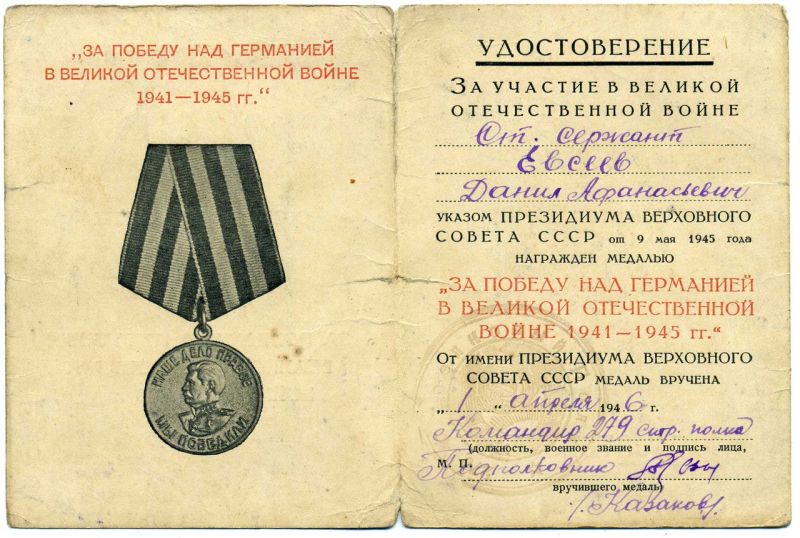 „ЗА ПОБЕДУ НАД ГЕРМАНИЕЙ
В ВЕЛИКОЙ ОТЕЧЕСТВЕННОЙ ВОЙНЕ
1941—1945 гг.“
НАШЕ ДЕЛО ПРАВОЕ
МЫ ПОБЕДИЛИ
УДОСТОВЕРЕНИЕ
ЗА УЧАСТИЕ В ВЕЛИКОЙ
ОТЕЧЕСТВЕННОЙ ВОЙНЕ
Ст. сержант
Евсеев
Данил Афанасьевич
УКАЗОМ ПРЕЗИДИУМА ВЕРХОВНОГО
СОВЕТА СССР от 9 мая 1945 года
НАГРАЖДЕН МЕДАЛЬЮ
„ЗА ПОБЕДУ НАД ГЕРМАНИЕЙ
В ВЕЛИКОЙ ОТЕЧЕСТВЕННОЙ
ВОЙНЕ 1941—1945 гг.“
ОТ ИМЕНИ ПРЕЗИДИУМА ВЕРХОВНОГО
СОВЕТА СССР МЕДАЛЬ ВРУЧЕНА
„1“ апреля 1946 г.
Командир 279 стр. полка
(должность, военное звание и подпись лица,
М. П. Подполковник
вручившего медаль)
/Казаков/.